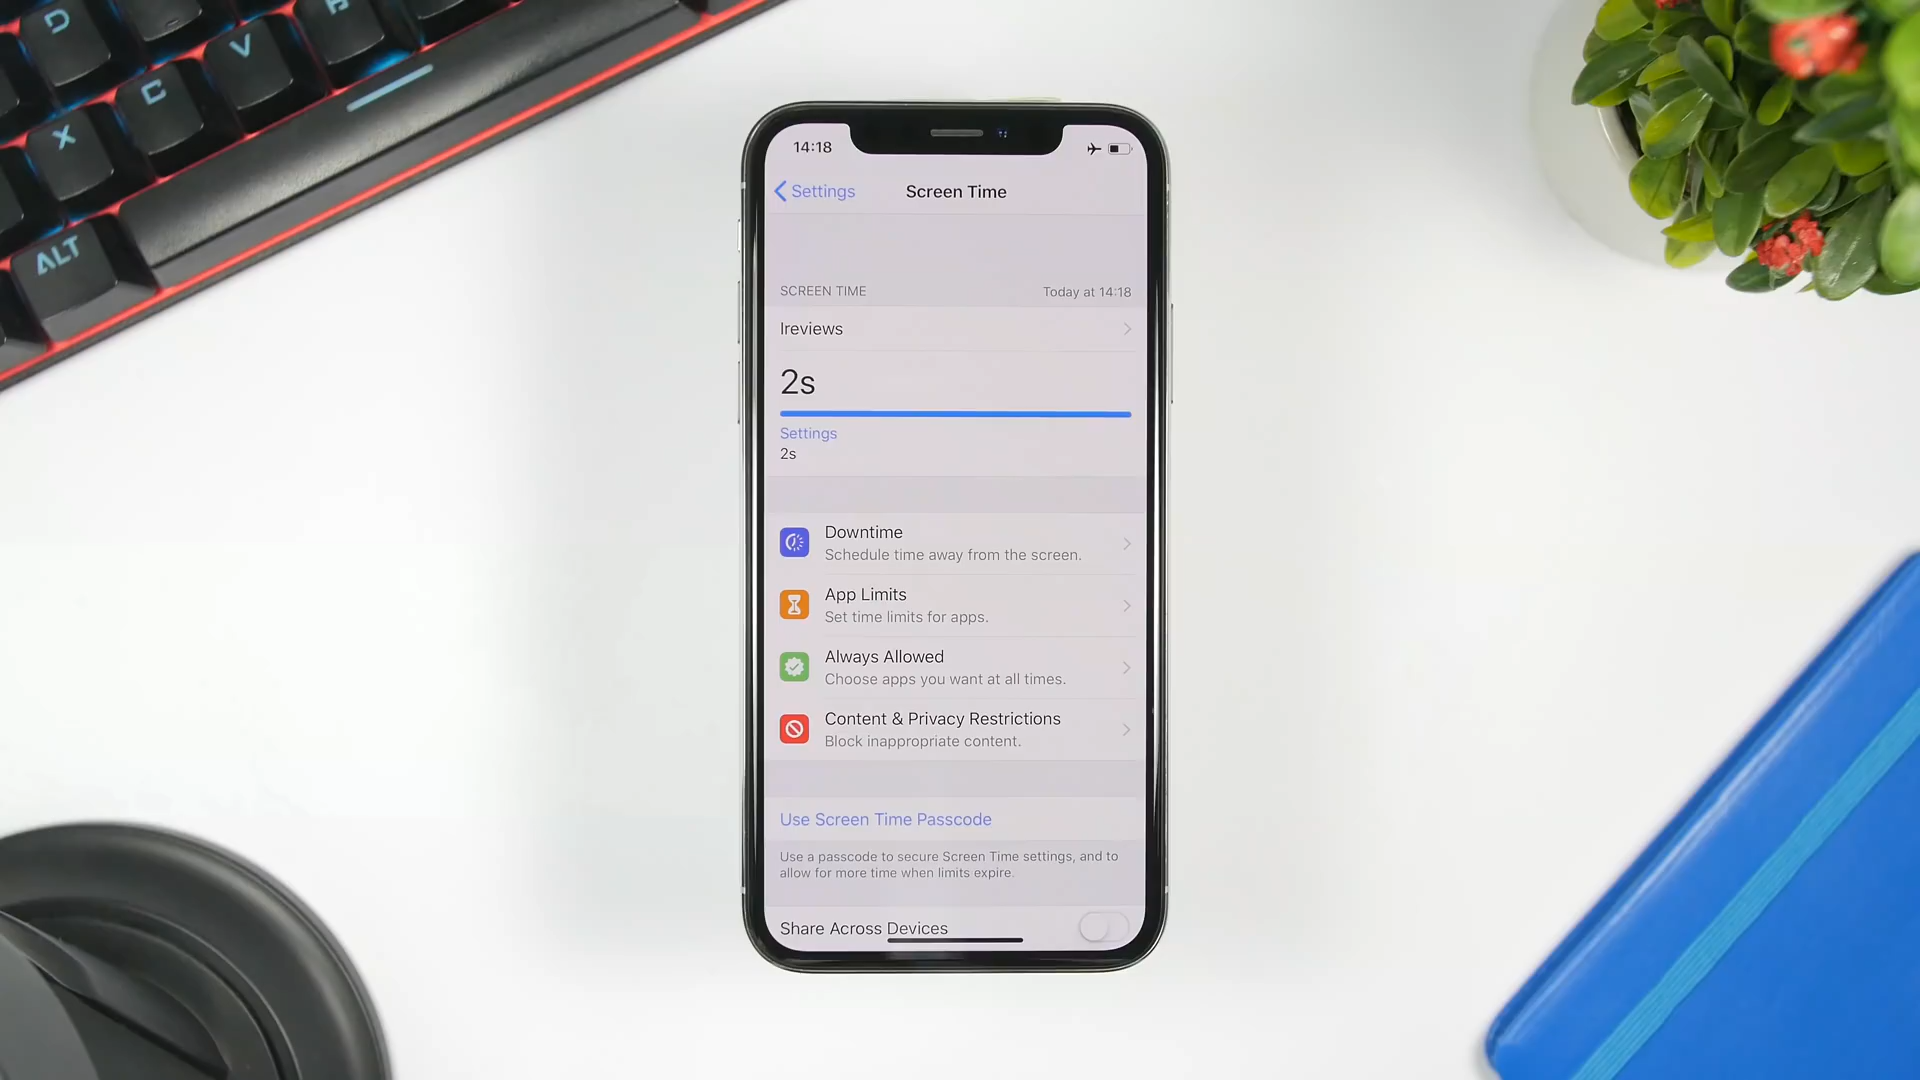 D
V
B
C
X
ALT
14:18
Settings
Screen Time
SCREEN TIME
Today at 14:18
Ireviews
2s
Settings
2s
Downtime
Schedule time away from the screen.
App Limits
Set time limits for apps.
Always Allowed
Choose apps you want at all times.
Content & Privacy Restrictions
Block inappropriate content.
Use Screen Time Passcode
Use a passcode to secure Screen Time settings, and to
allow for more time when limits expire.
Share Across Devices